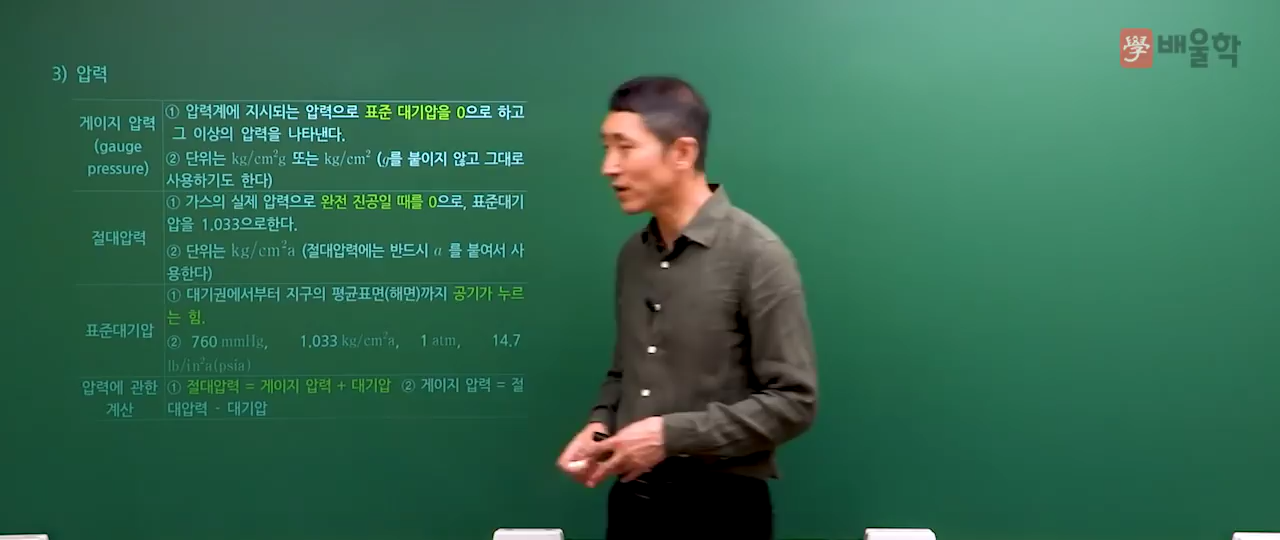 學 배울학
3) 압력
게이지 압력
(gauge
pressure)
① 압력계에 지시되는 압력으로 표준 대기압을 0으로 하고
그 이상의 압력을 나타낸다.
② 단위는 kg/cm²g 또는 kg/cm² (g를 붙이지 않고 그대로
사용하기도 한다)
절대압력
① 가스의 실제 압력으로 완전 진공일 때를 0으로, 표준대기
압을 1.033으로한다.
② 단위는 kg/cm²a (절대압력에는 반드시 a 를 붙여서 사
용한다)
표준대기압
① 대기권에서부터 지구의 평균표면(해면)까지 공기가 누르
는 힘.
② 760 mmHg, 1.033 kg/cm²a, 1 atm, 14.7
lb/in²a(psia)
압력에 관한
계산
① 절대압력 = 게이지 압력 + 대기압 ② 게이지 압력 = 절
대압력 - 대기압